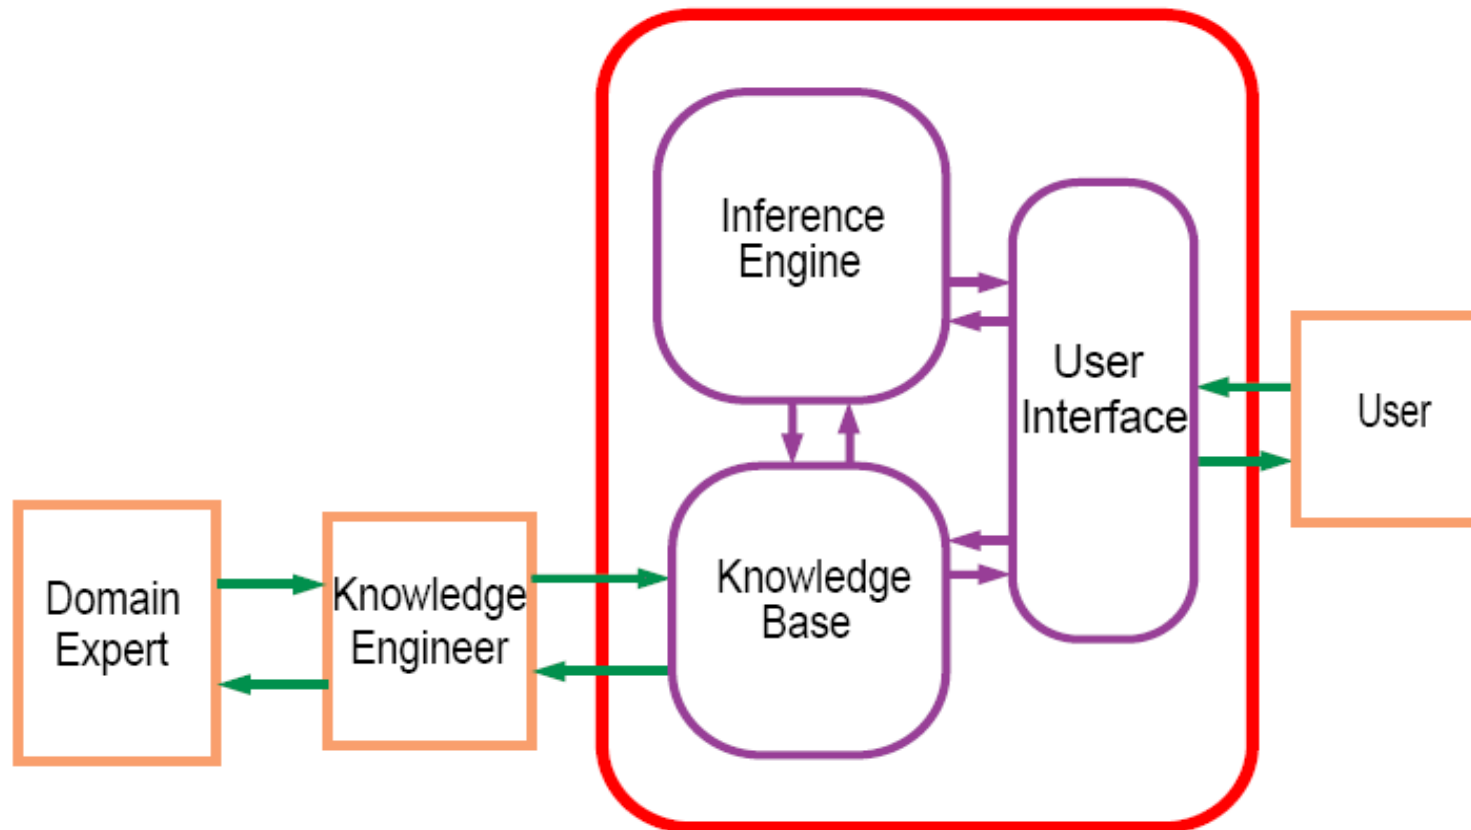 Inference
Engine
User
Interface
User
Knowledge
Base
Domain
Expert
Knowledge
Engineer